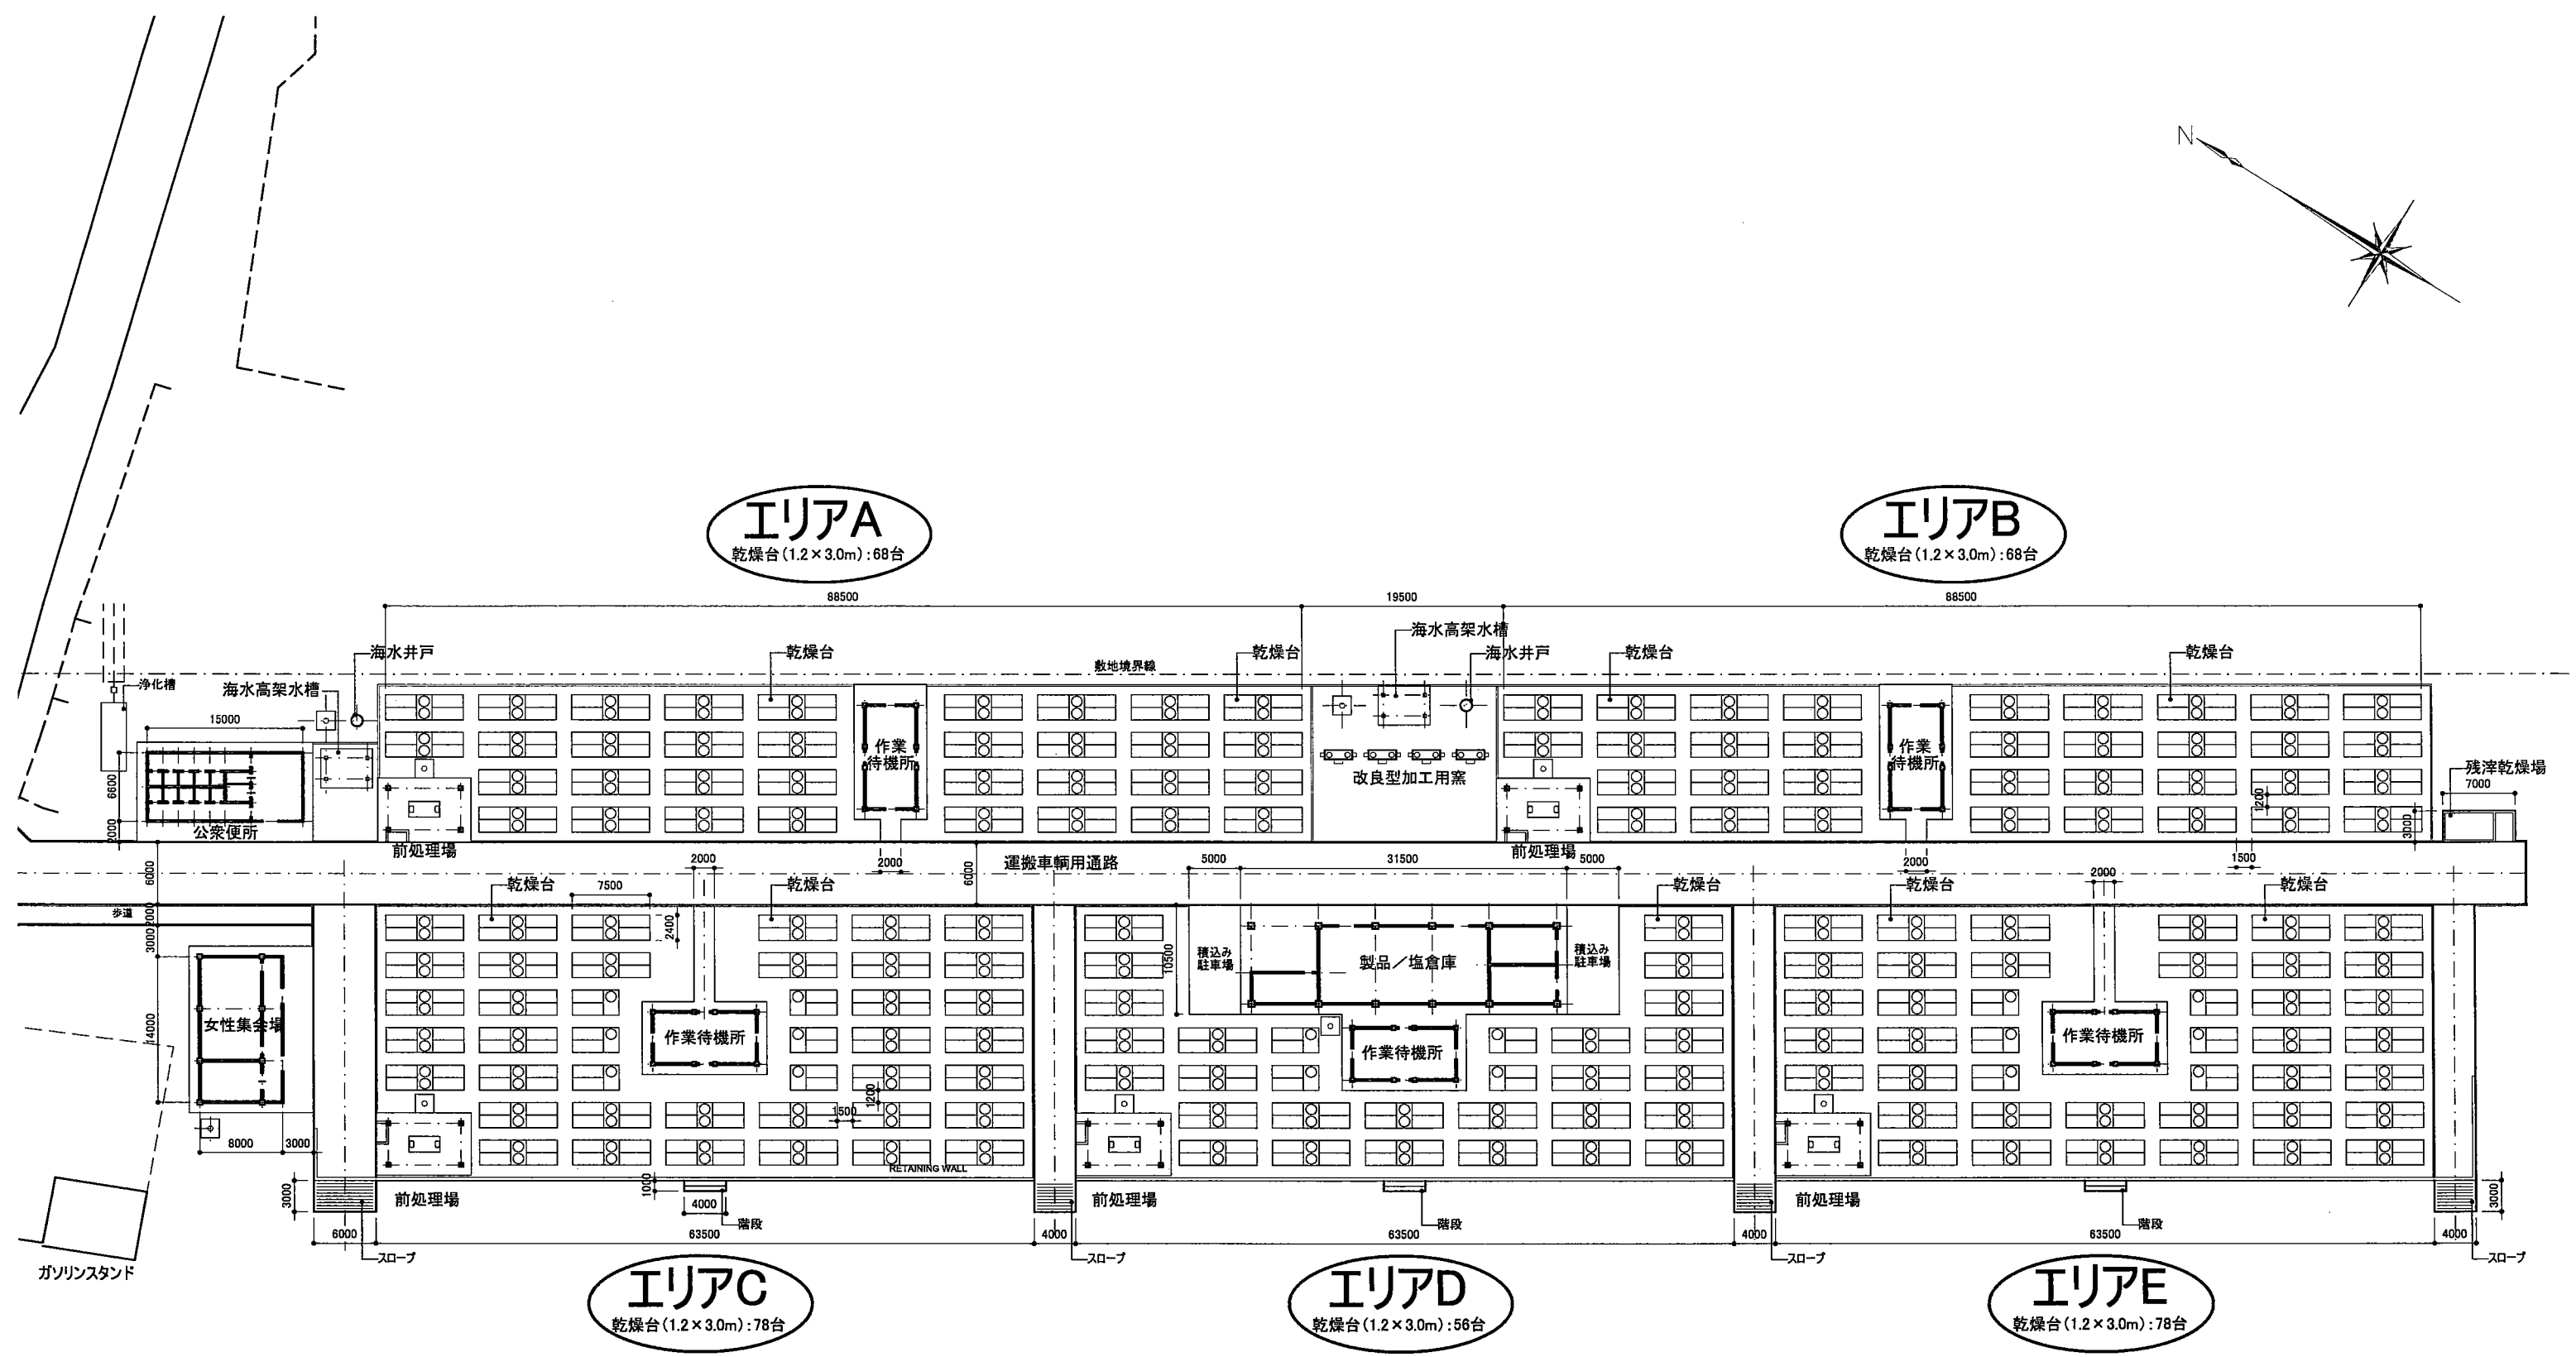 N
エリアA
乾燥台(1.2×3.0m):68台
エリアB
乾燥台(1.2×3.0m):68台
88500
19500
88500
海水高架水槽
海水井戸
乾燥台
敷地境界線
乾燥台
海水井戸
乾燥台
乾燥台
浄化槽
海水高架水槽
15000
作業
待機所
作業
待機所
改良型加工用窯
残滓乾燥場
7000
6600
1200
3000
2000
公衆便所
前処理場
前処理場
2000
2000
運搬車輌用通路
5000
31500
5000
2000
2000
1500
6000
6000
乾燥台
7500
乾燥台
乾燥台
乾燥台
乾燥台
歩道
2000
3000
2400
10500
積込み
駐車場
製品/塩倉庫
積込み
駐車場
14000
女性集会場
作業待機所
作業待機所
作業待機所
1200
1500
8000
3000
RETAINING WALL
3000
前処理場
1000
4000
階段
前処理場
階段
前処理場
階段
3000
6000
63500
4000
63500
4000
63500
4000
スロープ
スロープ
スロープ
スロープ
ガソリンスタンド
エリアC
乾燥台(1.2×3.0m):78台
エリアD
乾燥台(1.2×3.0m):56台
エリアE
乾燥台(1.2×3.0m):78台